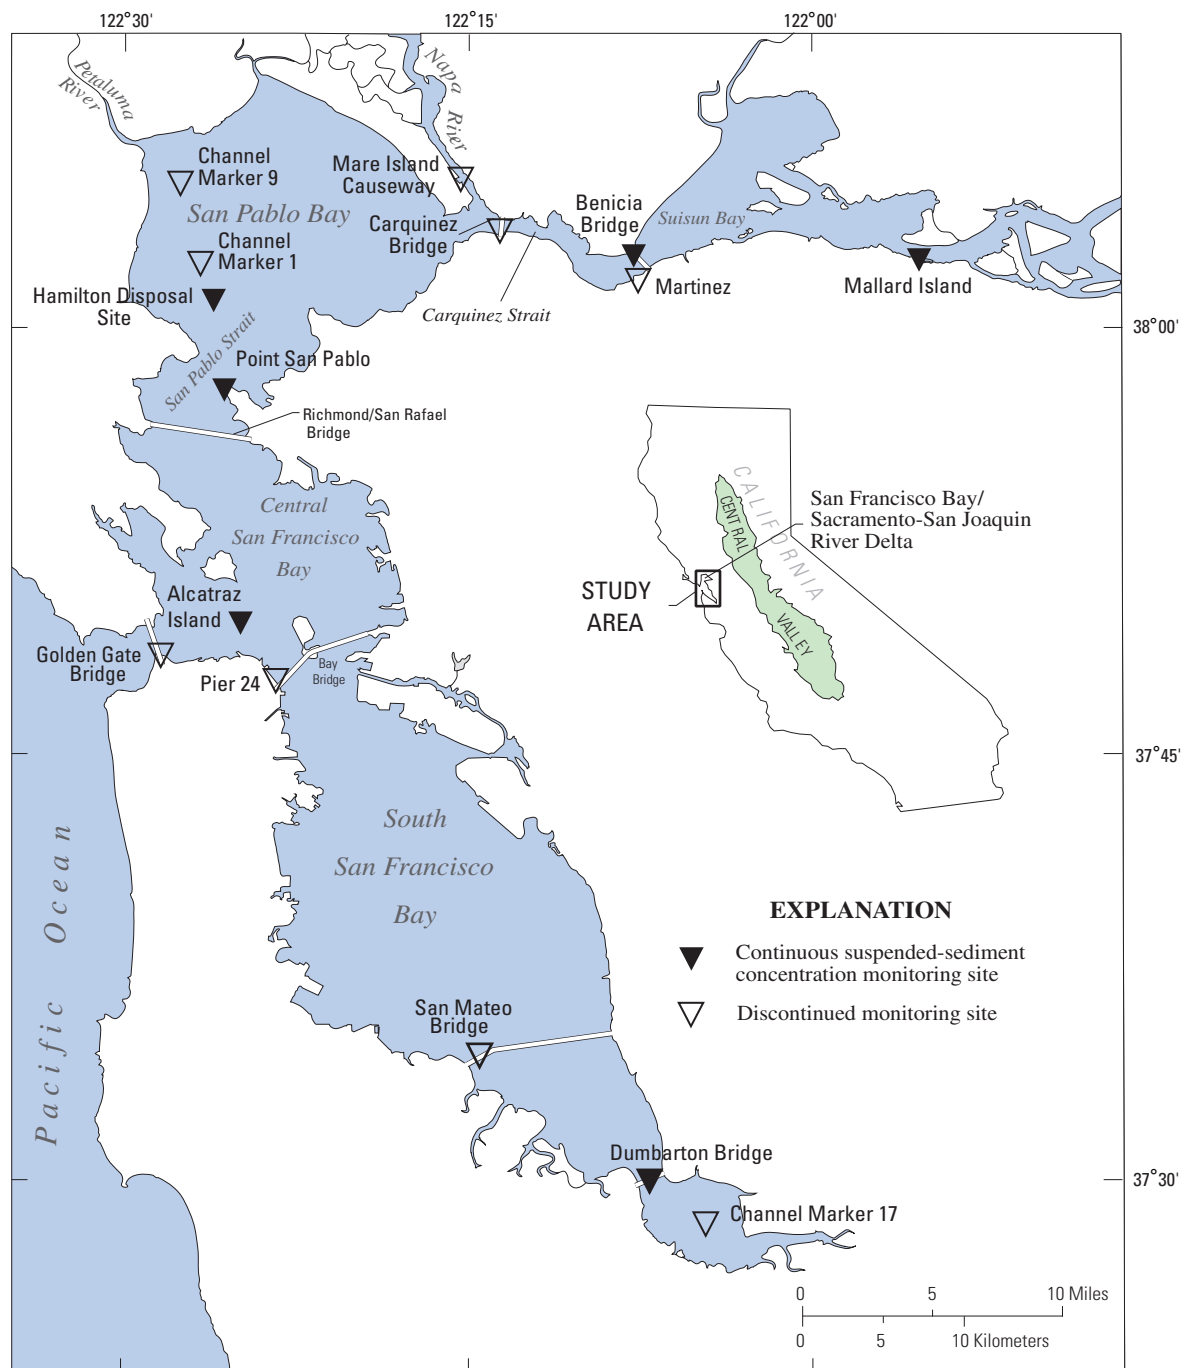 122°30'
122°15'
122°00'
Petaluma
River
Napa
River
Channel
Marker 9
Mare Island
Causeway
San Pablo Bay
Carquinez
Bridge
Benicia
Bridge
Suisun Bay
Channel
Marker 1
Hamilton Disposal
Site
Martinez
Mallard Island
Carquinez Strait
38°00'
San Pablo Strait
Point San Pablo
Richmond/San Rafael
Bridge
Central
San Francisco
Bay
CALIFORNIA
CENTRAL
VALLEY
San Francisco Bay/
Sacramento-San Joaquin
River Delta
STUDY
AREA
Alcatraz
Island
Golden Gate
Bridge
Pier 24
Bay
Bridge
37°45'
South
San Francisco
Bay
Pacific Ocean
EXPLANATION
Continuous suspended-sediment
concentration monitoring site
Discontinued monitoring site
San Mateo
Bridge
Dumbarton Bridge
37°30'
Channel Marker 17
0 5 10 Miles
0 5 10 Kilometers